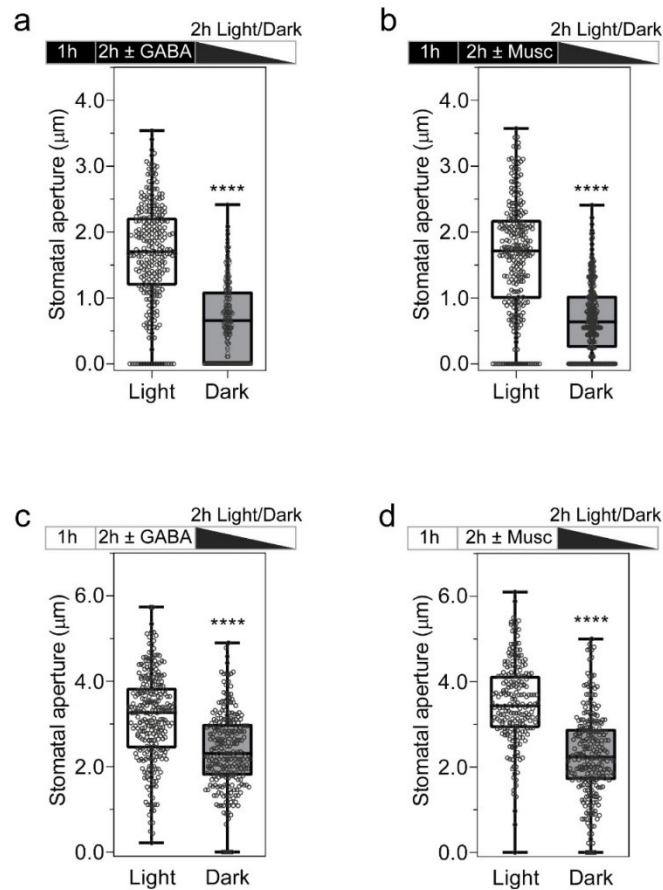 a
2h Light/Dark
1h 2h ± GABA
Stomatal aperture (μm)
4.0
3.0
2.0
1.0
0.0
****
Light Dark
b
2h Light/Dark
1h 2h ± Musc
Stomatal aperture (μm)
4.0
3.0
2.0
1.0
0.0
****
Light Dark
c
2h Light/Dark
1h 2h ± GABA
Stomatal aperture (μm)
6.0
4.0
2.0
0.0
****
Light Dark
d
2h Light/Dark
1h 2h ± Musc
Stomatal aperture (μm)
6.0
4.0
2.0
0.0
****
Light Dark